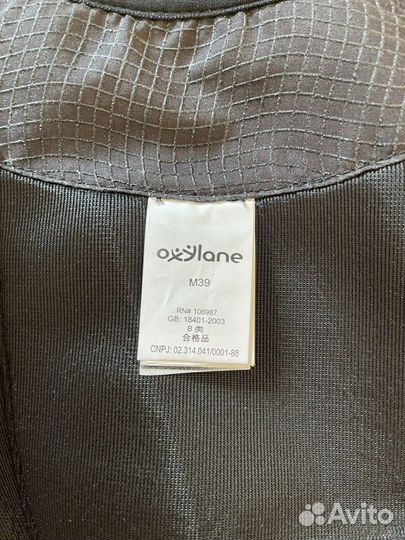 oxylane
M39
RN# 106987
GB: 18401-2003
B 类
合格品
CNPJ: 02.314.041/0001-88
Avito